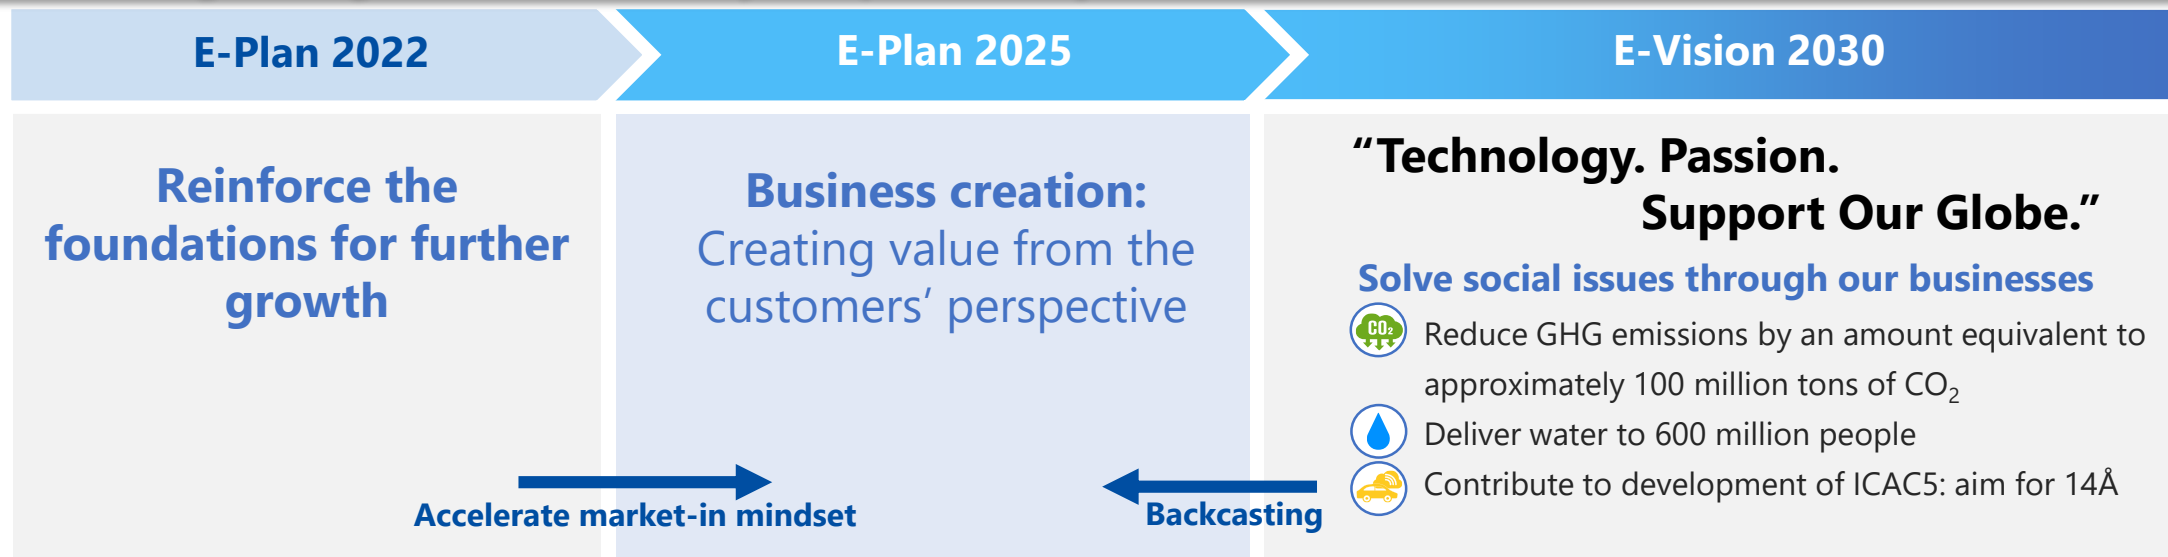 E-Plan 2022
E-Plan 2025
E-Vision 2030
Reinforce the
foundations for further
growth
Business creation:
Creating value from the
customers’ perspective
“Technology. Passion.
Support Our Globe.”
Solve social issues through our businesses
CO₂
Reduce GHG emissions by an amount equivalent to
approximately 100 million tons of CO₂
Deliver water to 600 million people
Contribute to development of ICAC5: aim for 14Å
Accelerate market-in mindset
Backcasting